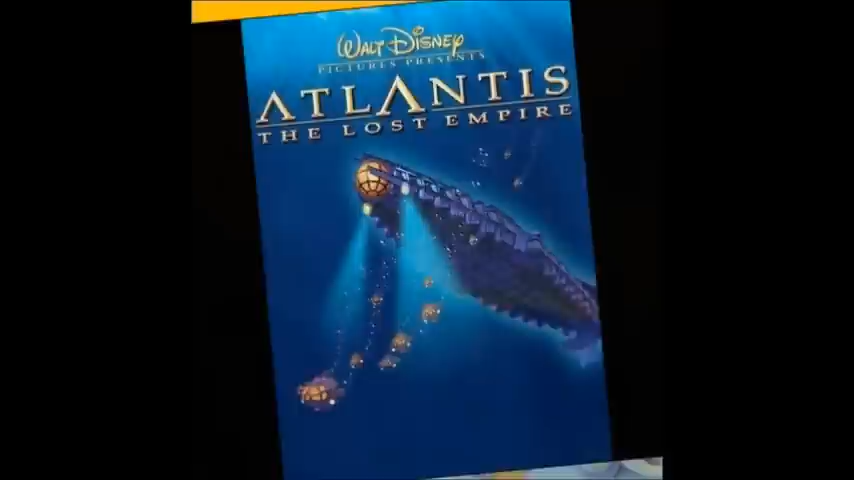 WALT DISNEY
PICTURES PRESENTS
ATLANTIS
THE LOST EMPIRE